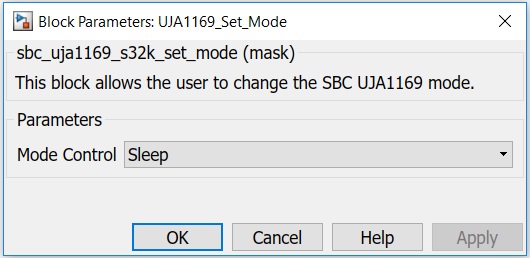 Block Parameters: UJA1169_Set_Mode
sbc_uja1169_s32k_set_mode (mask)
This block allows the user to change the SBC UJA1169 mode.
Parameters
Mode Control Sleep
OK Cancel Help Apply